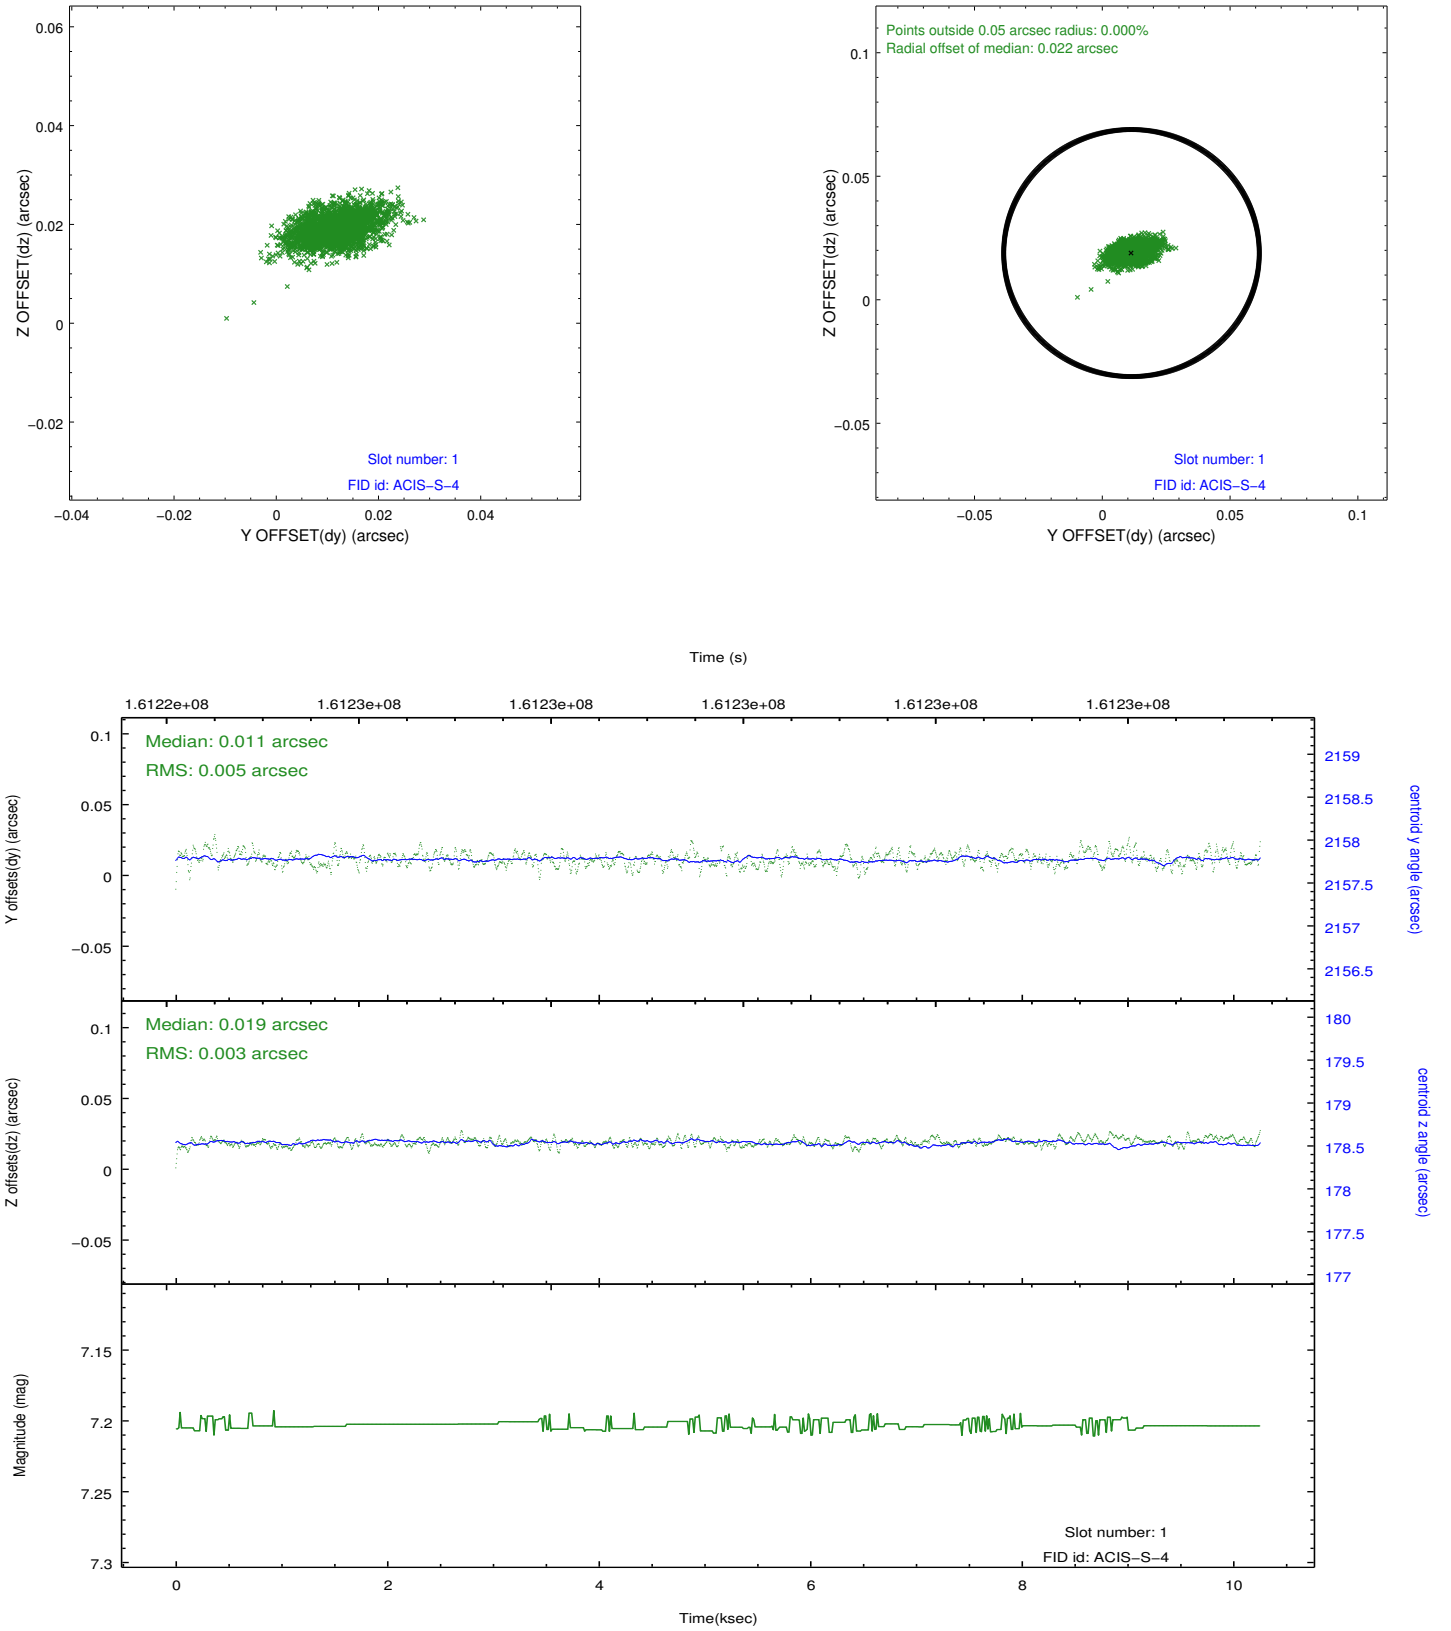 0.06
0.04
0.02
0
−0.02
Z OFFSET(dz) (arcsec)
Slot number: 1
FID id: ACIS−S−4
−0.04
−0.02
0
0.02
0.04
Y OFFSET(dy) (arcsec)
Points outside 0.05 arcsec radius: 0.000%
Radial offset of median: 0.022 arcsec
0.1
0.05
0
−0.05
Z OFFSET(dz) (arcsec)
Slot number: 1
FID id: ACIS−S−4
−0.05
0
0.05
0.1
Y OFFSET(dy) (arcsec)
Time (s)
1.6122e+08
1.6123e+08
1.6123e+08
1.6123e+08
1.6123e+08
1.6123e+08
Median: 0.011 arcsec
RMS: 0.005 arcsec
0.1
0.05
0
−0.05
Y offsets(dy) (arcsec)
2159
2158.5
2158
2157.5
2157
2156.5
centroid y angle (arcsec)
Median: 0.019 arcsec
RMS: 0.003 arcsec
0.1
0.05
0
−0.05
Z offsets(dz) (arcsec)
180
179.5
179
178.5
178
177.5
177
centroid z angle (arcsec)
7.15
7.2
7.25
7.3
Magnitude (mag)
Slot number: 1
FID id: ACIS−S−4
0
2
4
6
8
10
Time(ksec)